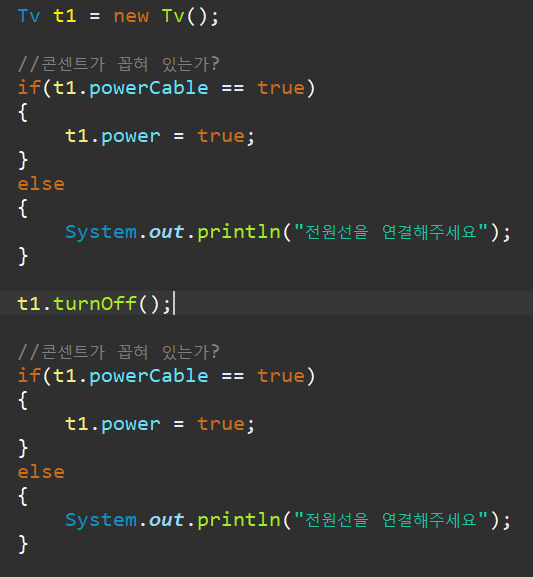 Tv t1 = new Tv();
//콘센트가 꼽혀 있는가?
if(t1.powerCable == true)
{
t1.power = true;
}
else
{
System.out.println("전원선을 연결해주세요");
}
t1.turnOff();
//콘센트가 꼽혀 있는가?
if(t1.powerCable == true)
{
t1.power = true;
}
else
{
System.out.println("전원선을 연결해주세요");
}